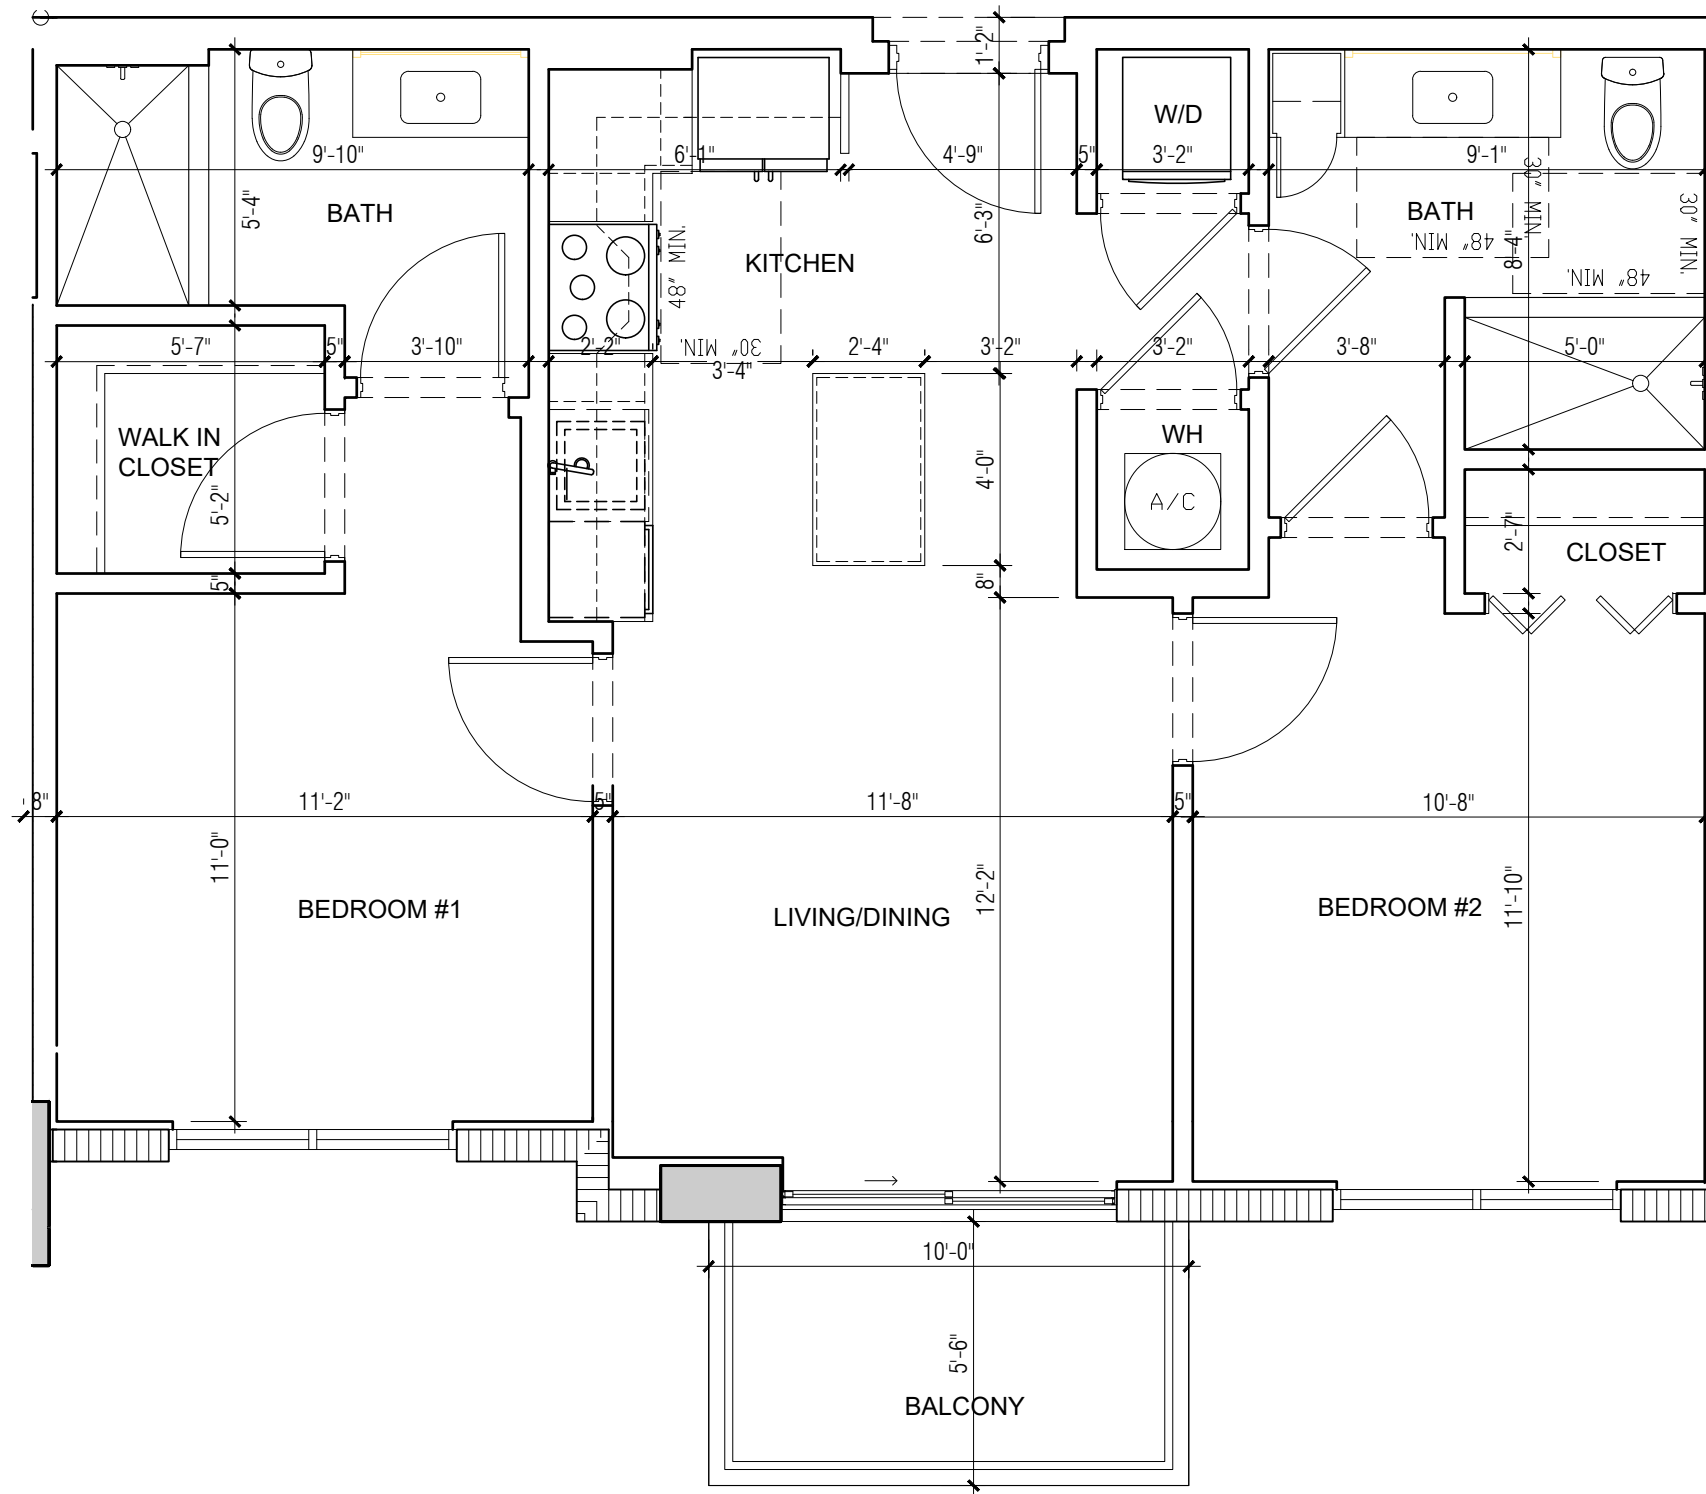 1'-2"
W/D
9'-10"
6'-1"
4'-9"
5"
3'-2"
9'-1"
30" MIN.
5'-4"
BATH
6'-3"
BATH
30" MIN.
48" MIN.
8'-4"
48" MIN.
KITCHEN
48" MIN.
5'-7"
5"
3'-10"
2'-2"
30" MIN.
3'-4"
2'-4"
3'-2"
3'-2"
3'-8"
5'-0"
WALK IN
CLOSET
WH
4'-0"
A/C
5'-2"
2'-7"
CLOSET
5"
8"
8"
11'-2"
5"
11'-8"
5"
10'-8"
11'-0"
12'-2"
11'-10"
BEDROOM #1
LIVING/DINING
BEDROOM #2
10'-0"
5'-6"
BALCONY